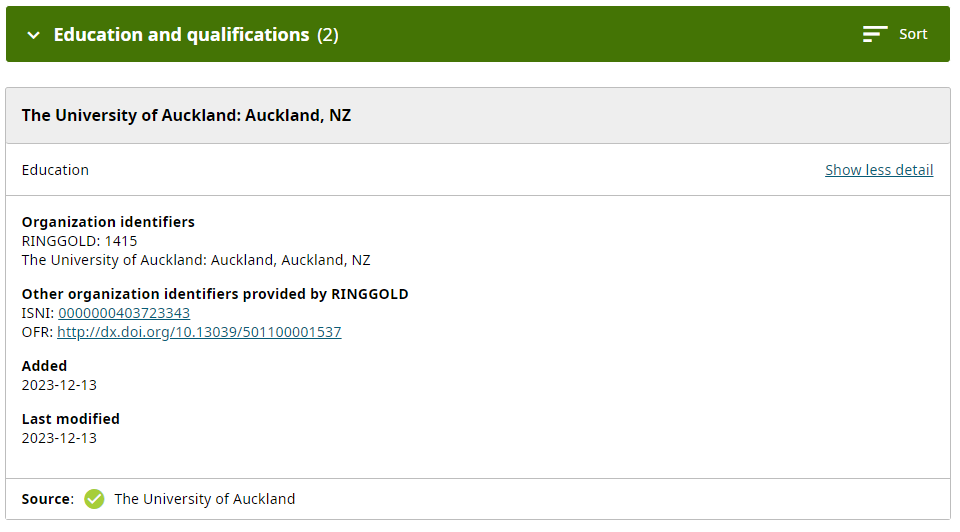 Education and qualifications (2)
Sort
The University of Auckland: Auckland, NZ
Education
Show less detail
Organization identifiers
RINGGOLD: 1415
The University of Auckland: Auckland, Auckland, NZ
Other organization identifiers provided by RINGGOLD
ISNI: 0000000403723343
OFR: http://dx.doi.org/10.13039/501100001537
Added
2023-12-13
Last modified
2023-12-13
Source: The University of Auckland